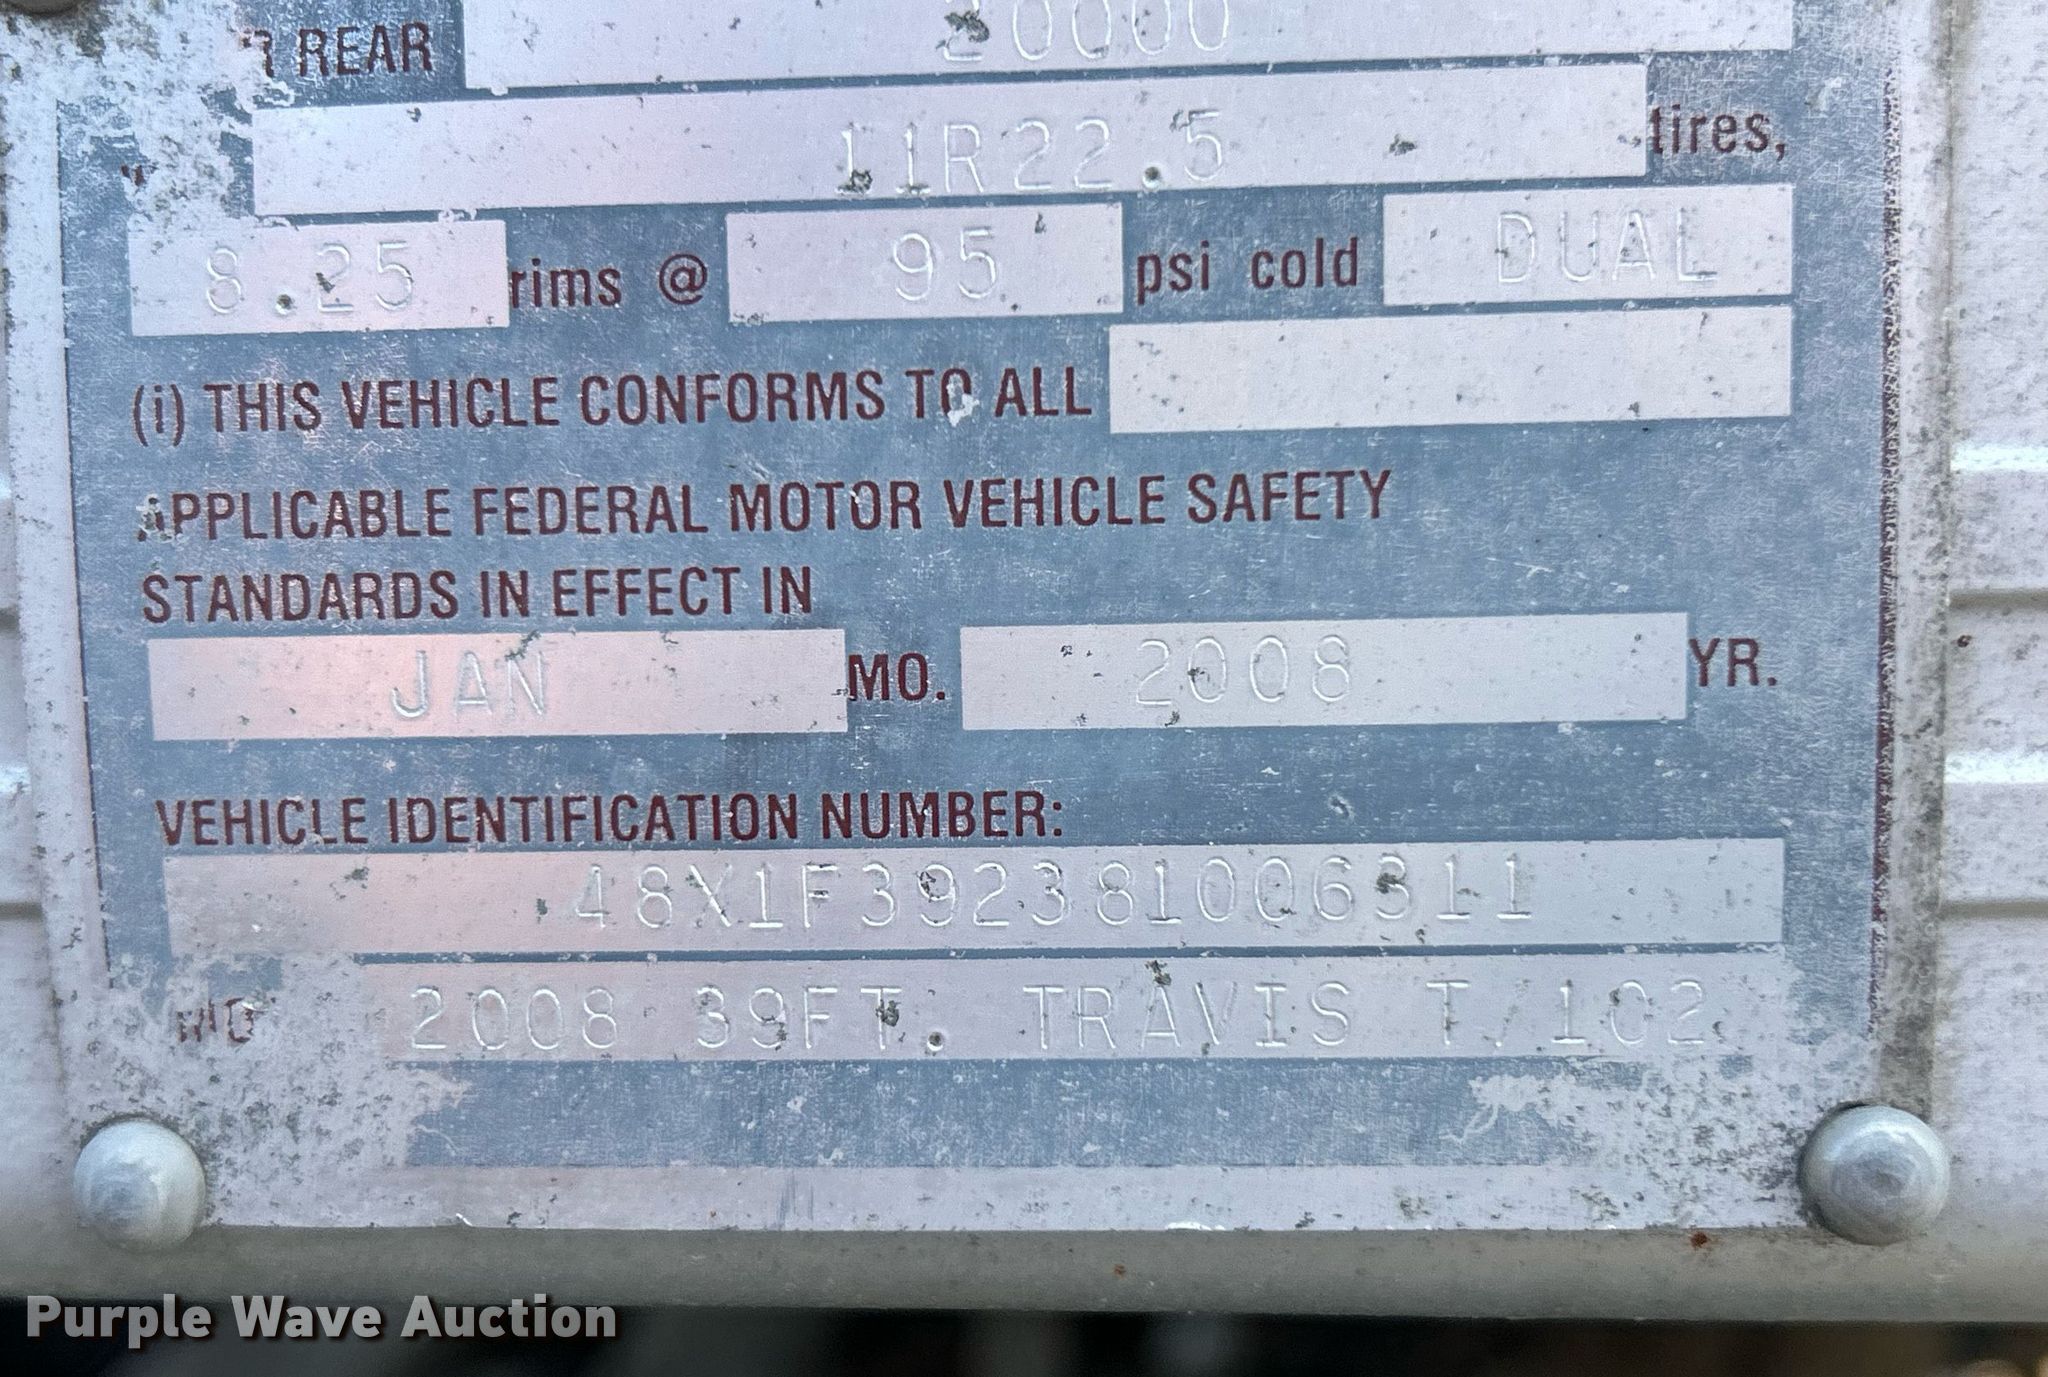 REAR 20000
11R22.5 tires,
8.25 rims @ 95 psi cold DUAL
(i) THIS VEHICLE CONFORMS TO ALL
APPLICABLE FEDERAL MOTOR VEHICLE SAFETY
STANDARDS IN EFFECT IN
JAN MO. 2008 YR.
VEHICLE IDENTIFICATION NUMBER:
48X1F392381006311
2008 39FT. TRAVIS T/102
Purple Wave Auction